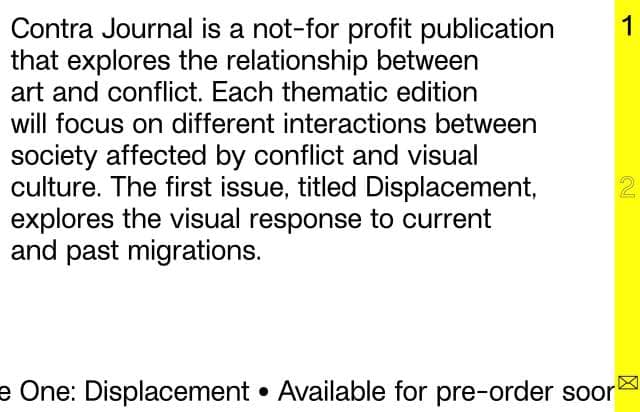 Contra Journal is a not-for profit publication
that explores the relationship between
art and conflict. Each thematic edition
will focus on different interactions between
society affected by conflict and visual
culture. The first issue, titled Displacement,
explores the visual response to current
and past migrations.
1
2
e One: Displacement • Available for pre-order soon